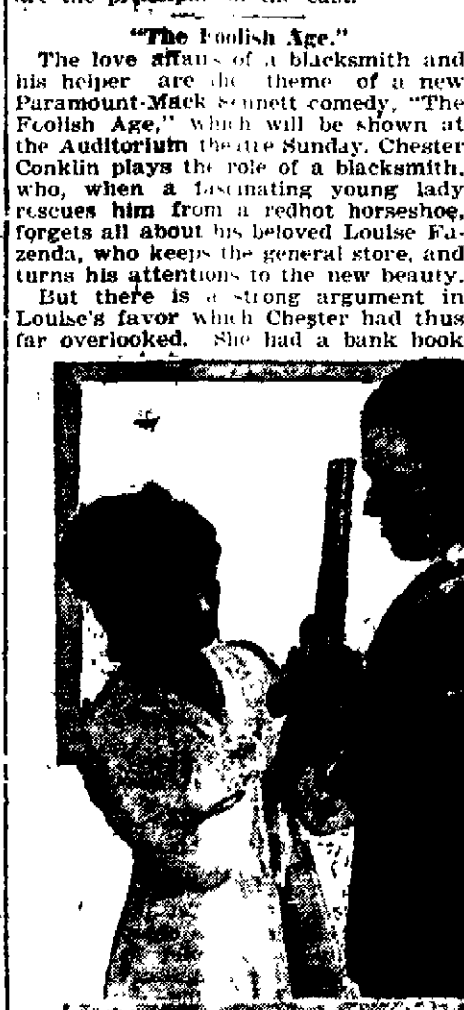 "The Foolish Age."
The love affairs of a blacksmith and
his helper are the theme of a new
Paramount-Mack Sennett comedy, "The
Foolish Age," which will be shown at
the Auditorium theatre Sunday. Chester
Conklin plays the role of a blacksmith,
who, when a fascinating young lady
rescues him from a redhot horseshoe,
forgets all about his beloved Louise Fa-
zenda, who keeps the general store, and
turns his attentions to the new beauty.
But there is a strong argument in
Louise's favor which Chester had thus
far overlooked. She had a bank book